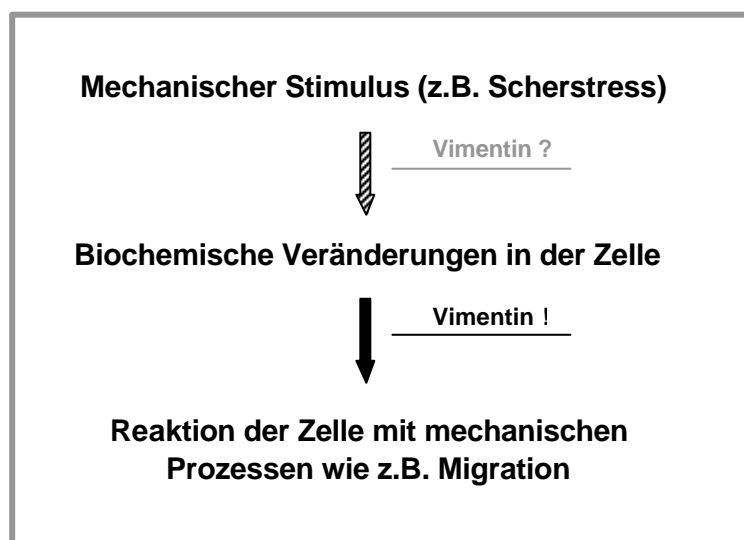 Mechanischer Stimulus (z.B. Scherstress)
Vimentin ?
Biochemische Veränderungen in der Zelle
Vimentin !
Reaktion der Zelle mit mechanischen
Prozessen wie z.B. Migration